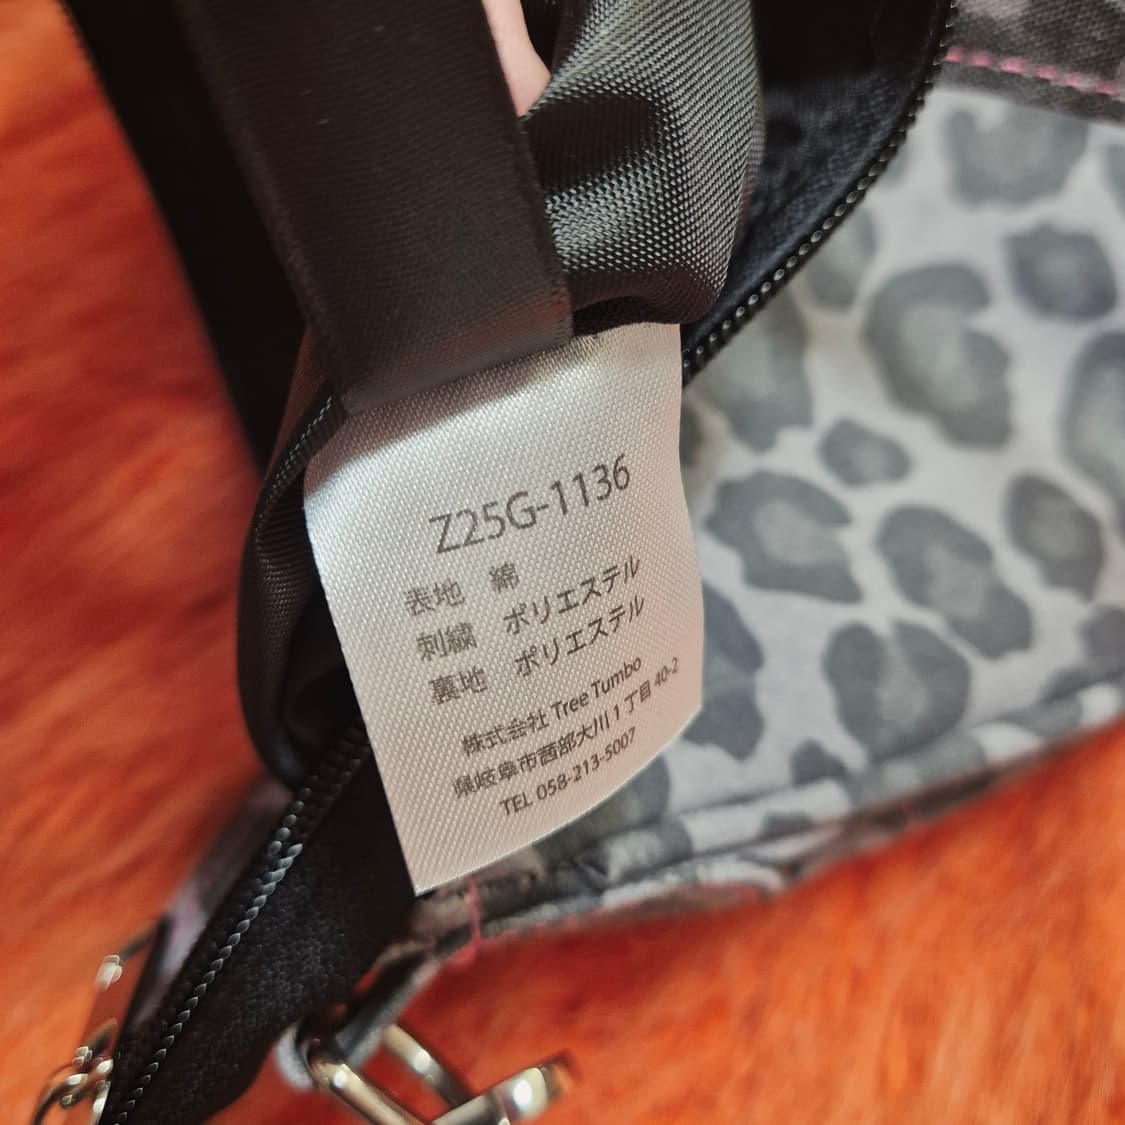 Z25G-1136
表地 綿
刺繍 ポリエステル
裏地 ポリエステル
株式会社 Tree Tumbo
県岐阜市茜部大川1丁目 40-2
TEL 058-213-5007